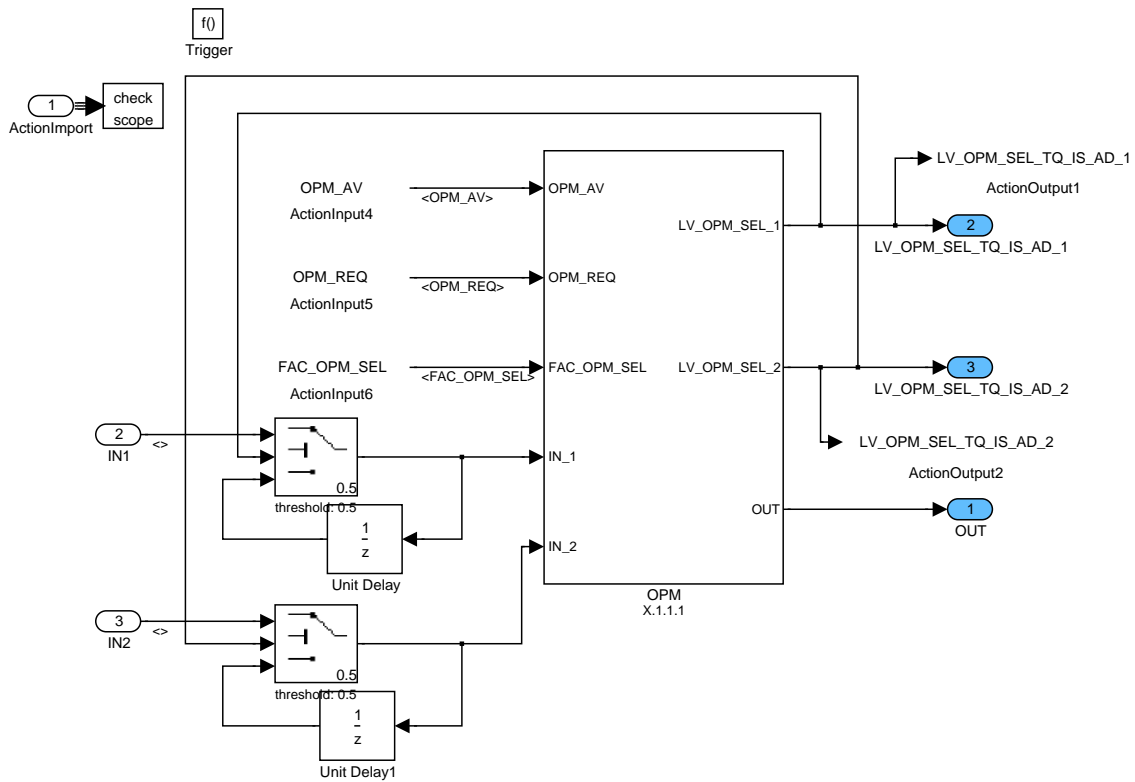 f()
Trigger
1
ActionImport
check
scope
OPM_AV
ActionInput4
<OPM_AV>
OPM_AV
LV_OPM_SEL_TQ_IS_AD_1
ActionOutput1
LV_OPM_SEL_1
2
LV_OPM_SEL_TQ_IS_AD_1
OPM_REQ
ActionInput5
<OPM_REQ>
OPM_REQ
FAC_OPM_SEL
ActionInput6
<FAC_OPM_SEL>
FAC_OPM_SEL
LV_OPM_SEL_2
3
LV_OPM_SEL_TQ_IS_AD_2
2
IN1
<>
0.5
threshold: 0.5
IN_1
LV_OPM_SEL_TQ_IS_AD_2
ActionOutput2
OUT
1
OUT
1
z
Unit Delay
IN_2
OPM
X.1.1.1
3
IN2
<>
0.5
threshold: 0.5
1
z
Unit Delay1